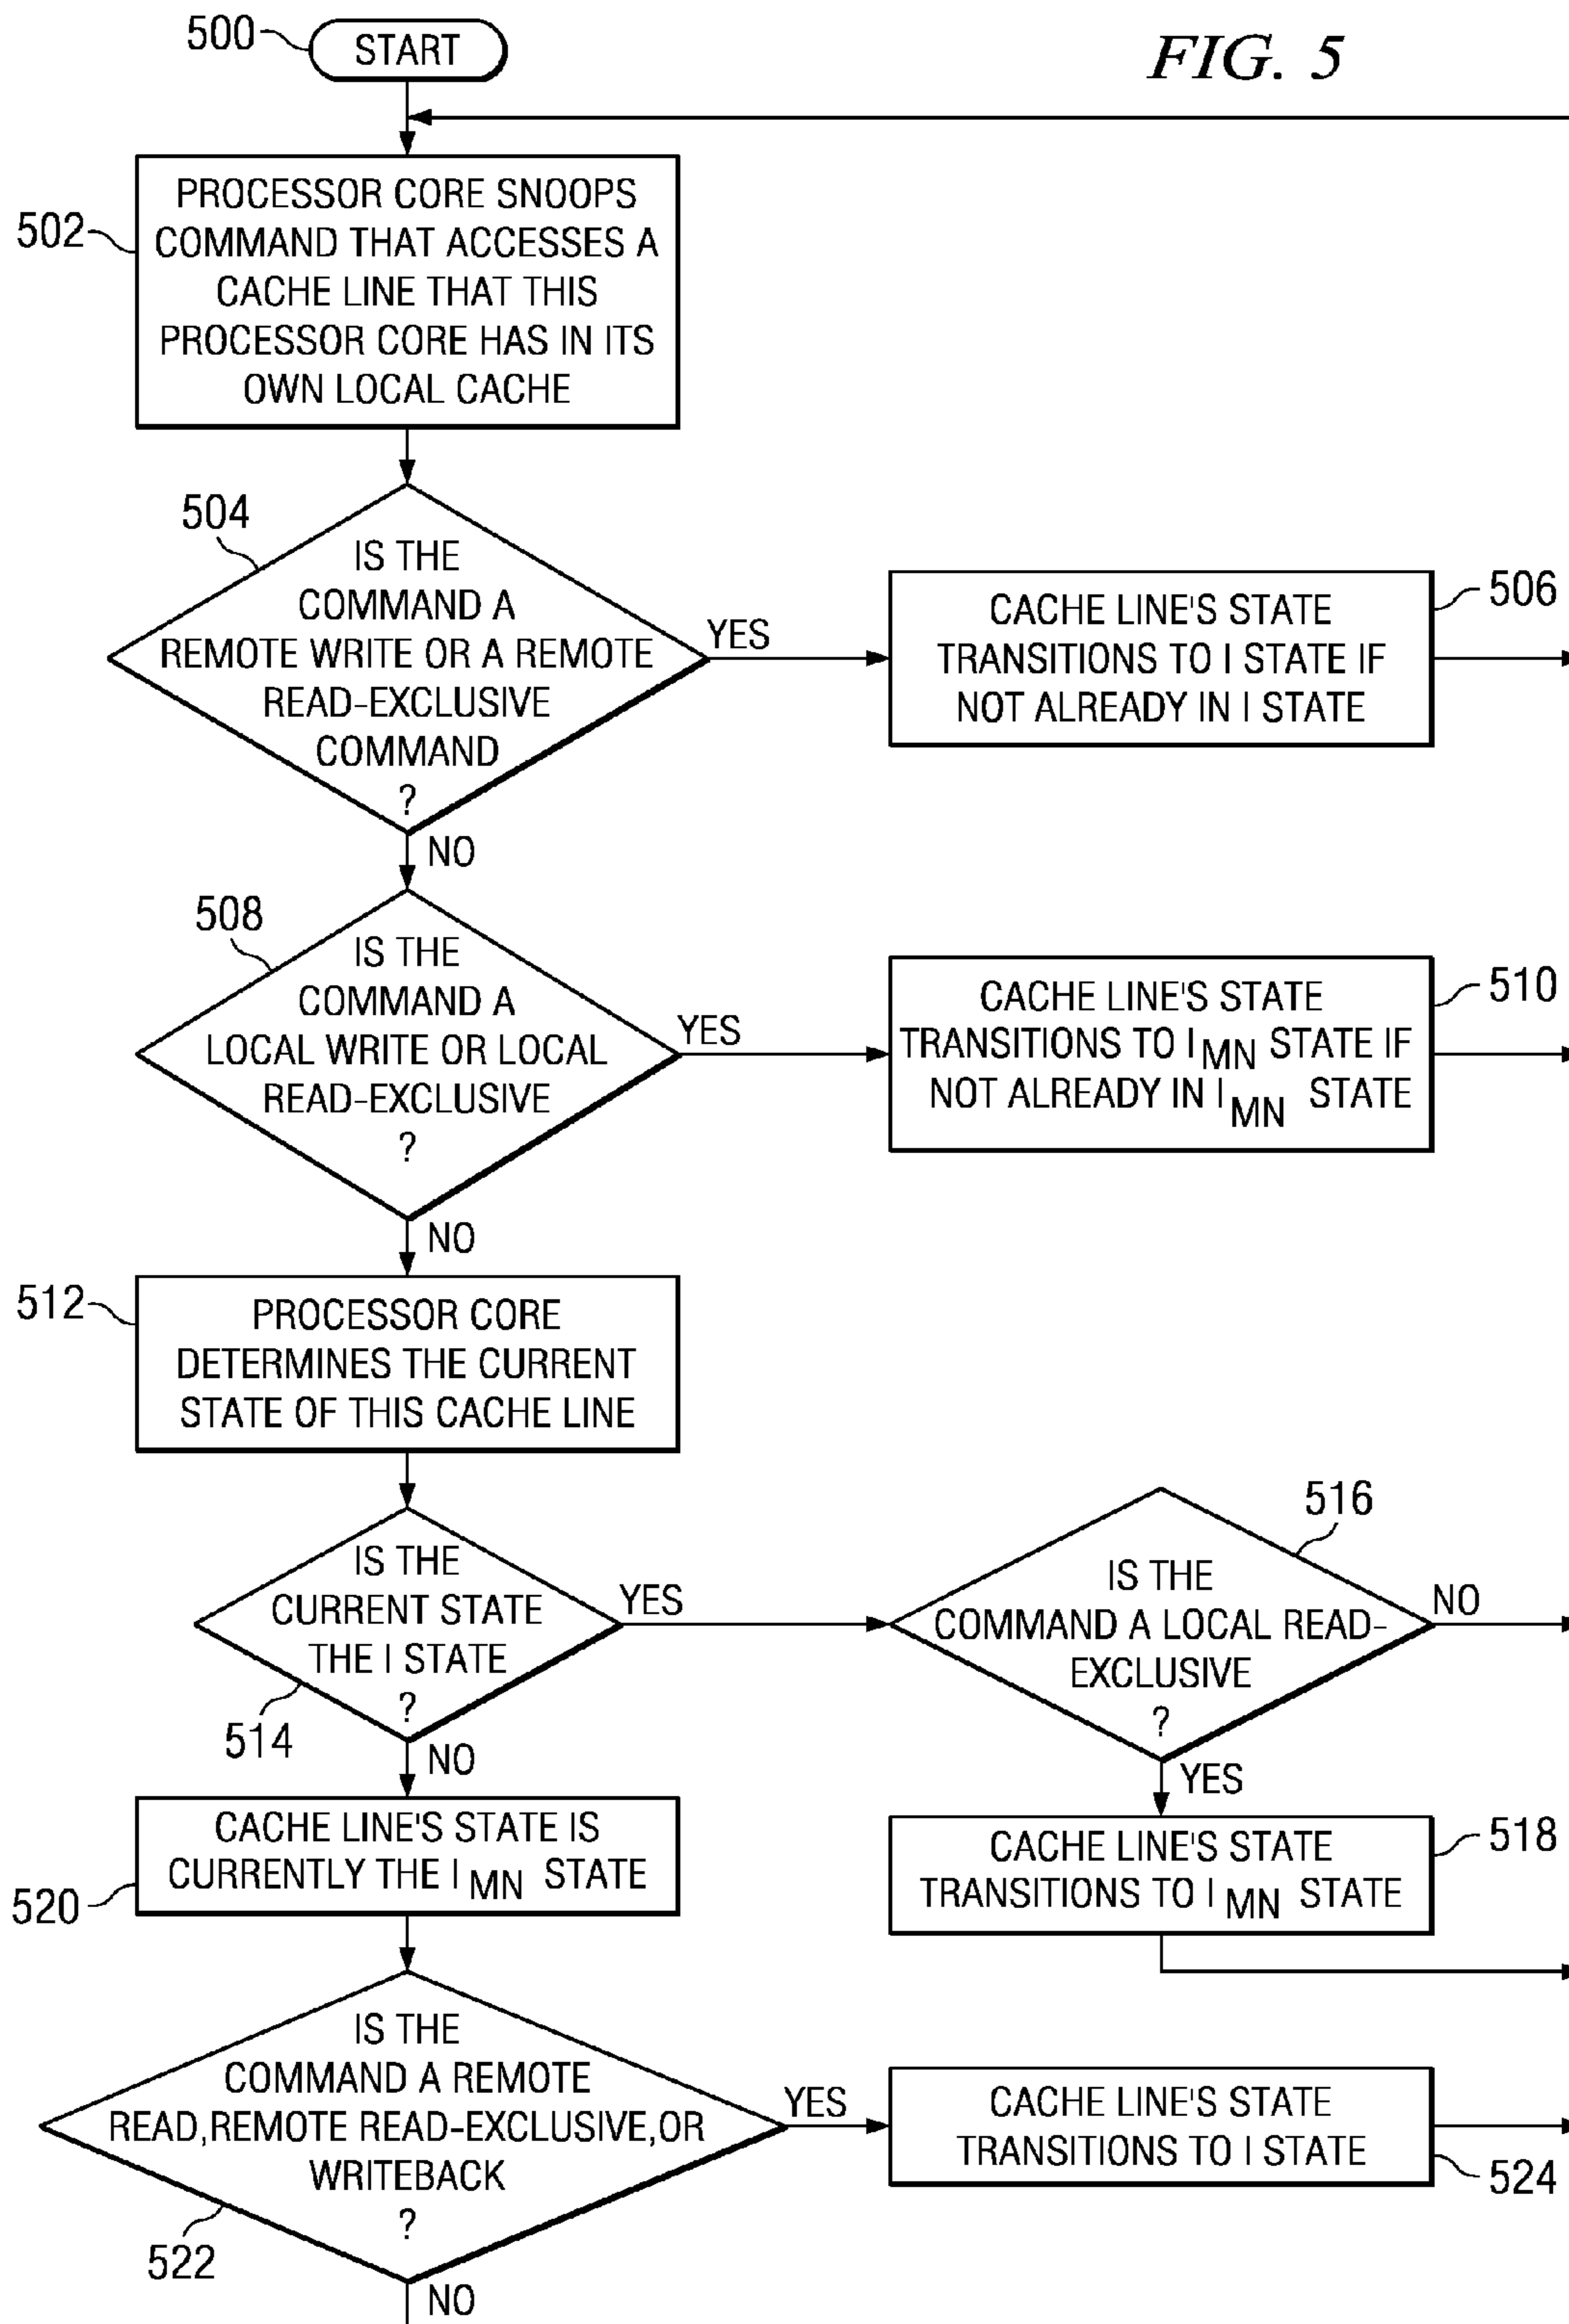 500
START
FIG. 5
502
PROCESSOR CORE SNOOPS
COMMAND THAT ACCESSES A
CACHE LINE THAT THIS
PROCESSOR CORE HAS IN ITS
OWN LOCAL CACHE
504
IS THE
COMMAND A
REMOTE WRITE OR A REMOTE
READ-EXCLUSIVE
COMMAND
?
YES
NO
506
CACHE LINE'S STATE
TRANSITIONS TO I STATE IF
NOT ALREADY IN I STATE
508
IS THE
COMMAND A
LOCAL WRITE OR LOCAL
READ-EXCLUSIVE
?
YES
NO
510
CACHE LINE'S STATE
TRANSITIONS TO I MN STATE IF
NOT ALREADY IN I MN STATE
512
PROCESSOR CORE
DETERMINES THE CURRENT
STATE OF THIS CACHE LINE
514
IS THE
CURRENT STATE
THE I STATE
?
YES
NO
516
IS THE
COMMAND A LOCAL READ-
EXCLUSIVE
?
NO
YES
518
CACHE LINE'S STATE
TRANSITIONS TO I MN STATE
520
CACHE LINE'S STATE IS
CURRENTLY THE I MN STATE
522
IS THE
COMMAND A REMOTE
READ,REMOTE READ-EXCLUSIVE,OR
WRITEBACK
?
YES
NO
CACHE LINE'S STATE
TRANSITIONS TO I STATE
524